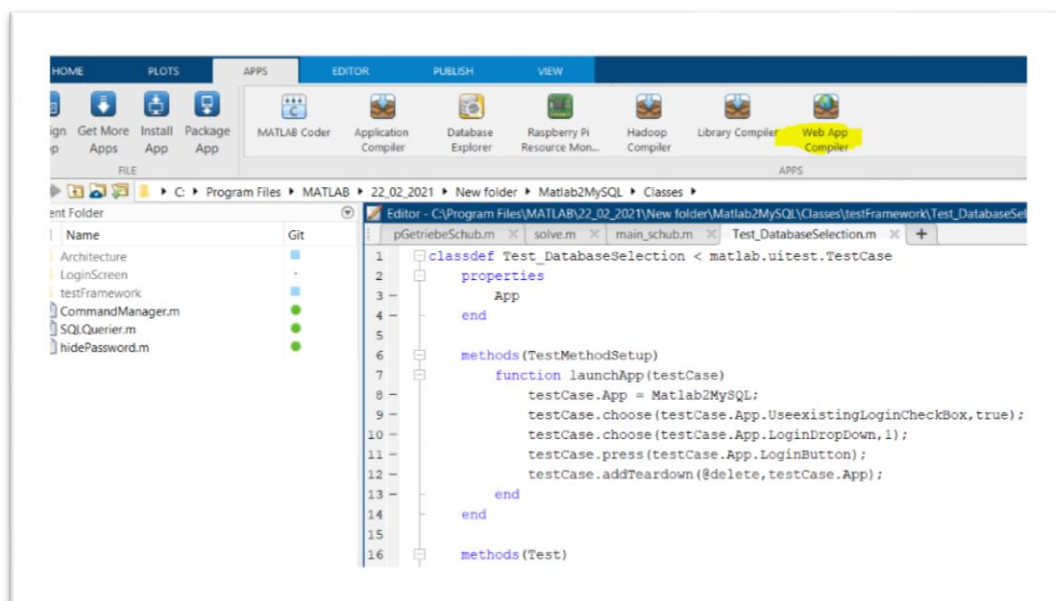 HOME PLOTS APPS EDITOR PUBLISH VIEW
Get More Apps
Install App
Package App
MATLAB Coder
Application Compiler
Database Explorer
Raspberry Pi Resource Mon...
Hadoop Compiler
Library Compiler
Web App Compiler
FILE APPS
C: Program Files MATLAB 22_02_2021 New folder Matlab2MySQL Classes
ent Folder
Name Git
Architecture
LoginScreen
testFramework
CommandManager.m
SQLQuerier.m
hidePassword.m
Editor - C:\Program Files\MATLAB\22_02_2021\New folder\Matlab2MySQL\Classes\testFramework\Test_DatabaseSel
pGetriebeSchub.m solve.m main_schub.m Test_DatabaseSelection.m +
1 classdef Test_DatabaseSelection < matlab.uitest.TestCase
2 properties
3 - App
4 - end
5
6 methods(TestMethodSetup)
7 function launchApp(testCase)
8 - testCase.App = Matlab2MySQL;
9 - testCase.choose(testCase.App.UseexistingLoginCheckBox,true);
10 - testCase.choose(testCase.App.LoginDropDown,1);
11 - testCase.press(testCase.App.LoginButton);
12 - testCase.addTeardown(@delete,testCase.App);
13 - end
14 end
15
16 methods(Test)